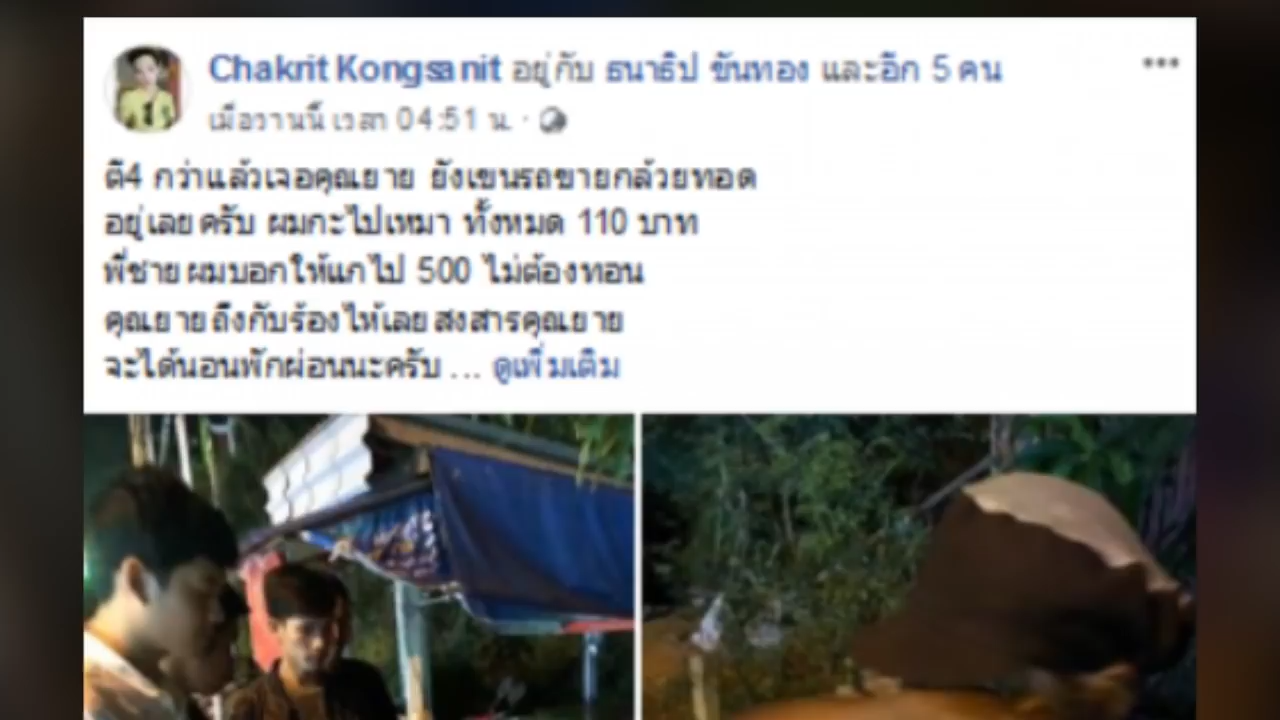 Chakrit Kongsanit อยู่กับ ธนาธิป ขันทอง และอีก 5 คน
เมื่อวานนี้ เวลา 04:51 น. ·
ตี4 กว่าแล้วเจอคุณยาย ยังเข็นรถขายกล้วยทอด
อยู่เลยครับ ผมกะไปเหมา ทั้งหมด 110 บาท
พี่ชายผมบอกให้แกไป 500 ไม่ต้องทอน
คุณยายถึงกับร้องไห้เลยสงสารคุณยาย
จะได้นอนพักผ่อนนะครับ ... ดูเพิ่มเติม